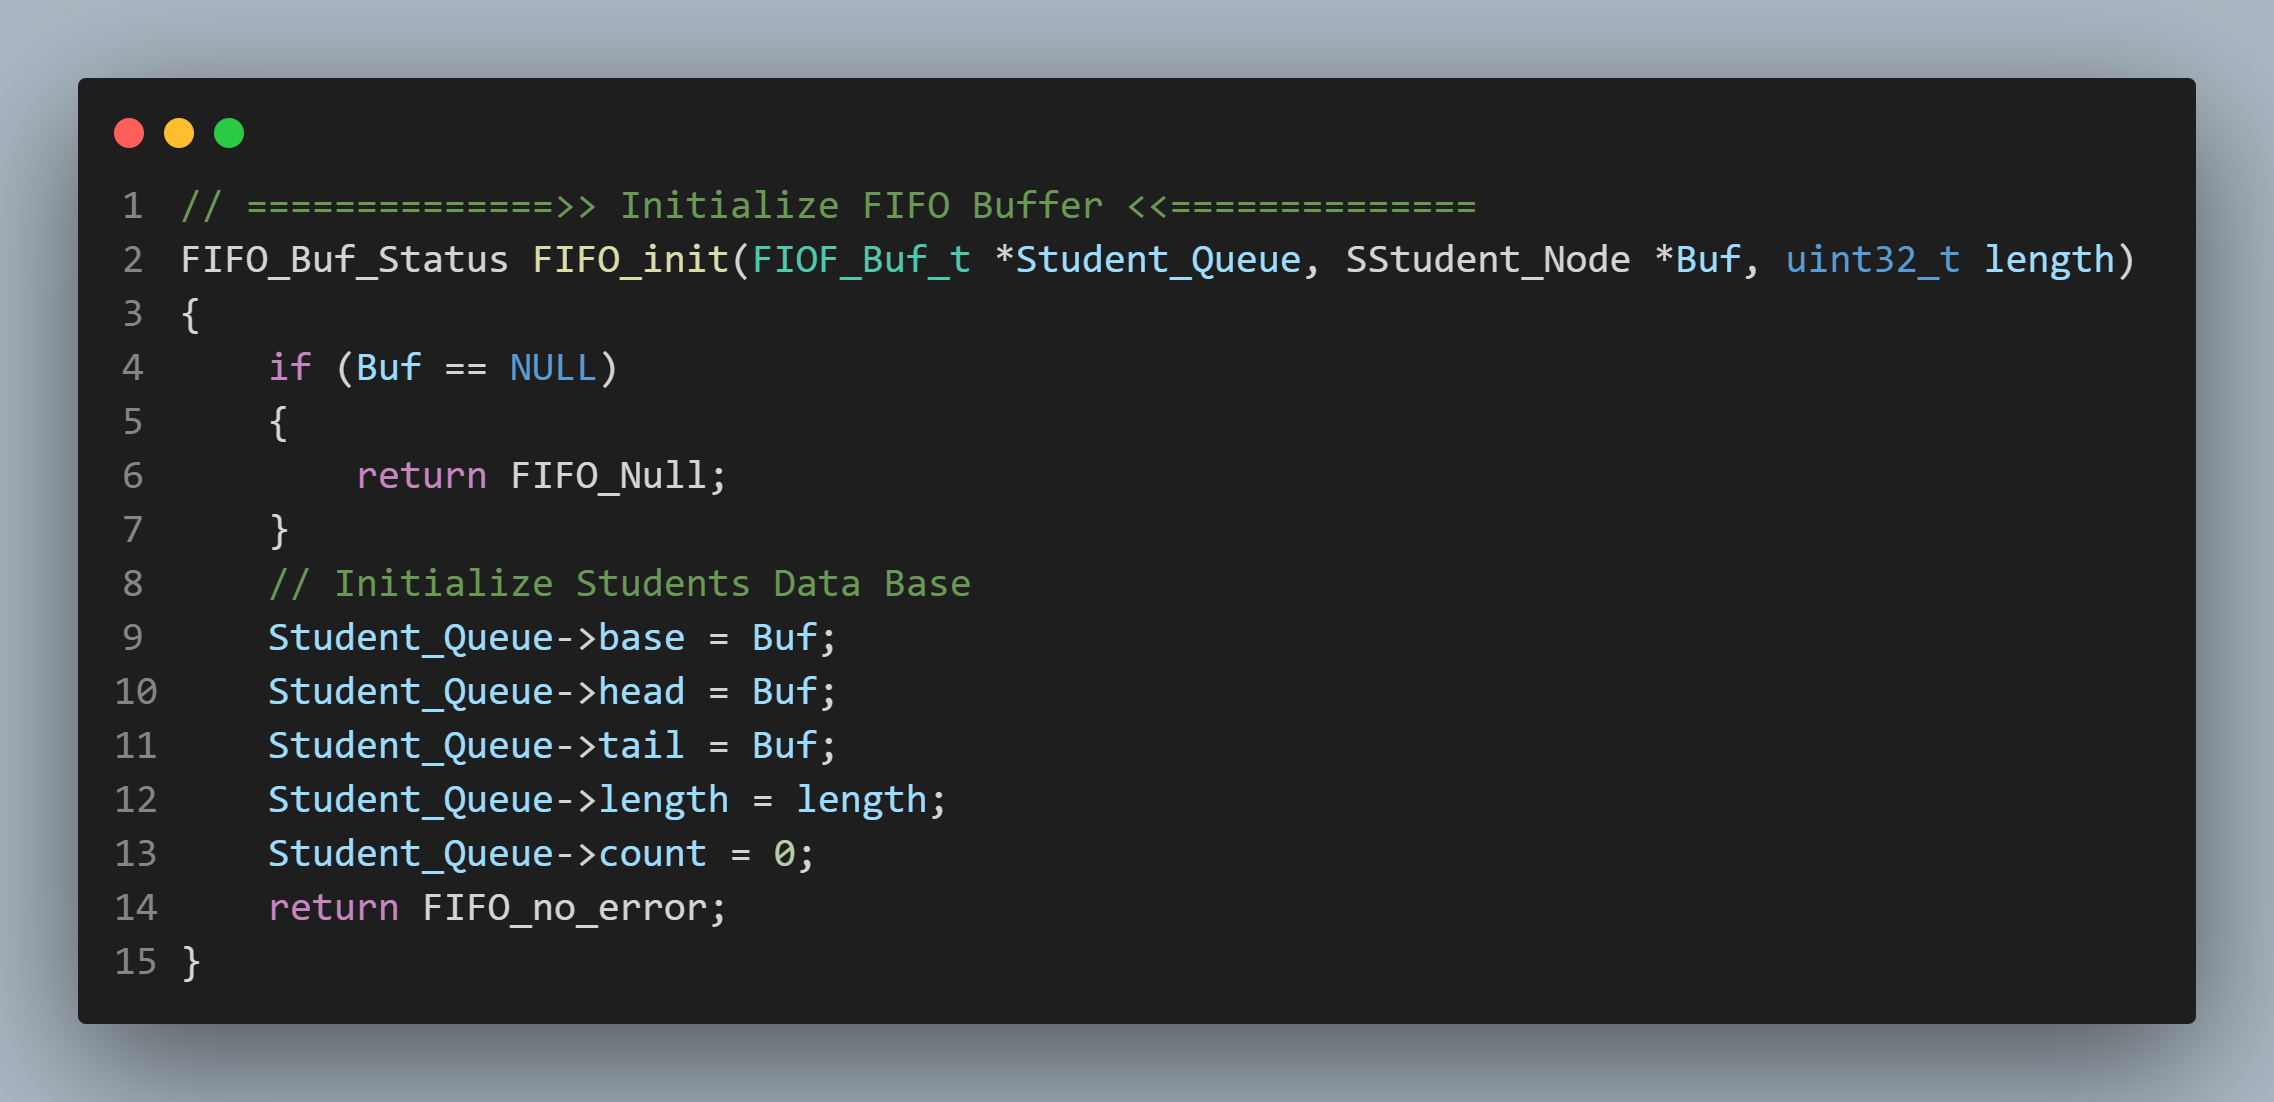 1 // ==============>> Initialize FIFO Buffer <<==============
2 FIFO_Buf_Status FIFO_init(FIOF_Buf_t *Student_Queue, SStudent_Node *Buf, uint32_t length)
3 {
4     if (Buf == NULL)
5     {
6         return FIFO_Null;
7     }
8     // Initialize Students Data Base
9     Student_Queue->base = Buf;
10     Student_Queue->head = Buf;
11     Student_Queue->tail = Buf;
12     Student_Queue->length = length;
13     Student_Queue->count = 0;
14     return FIFO_no_error;
15 }